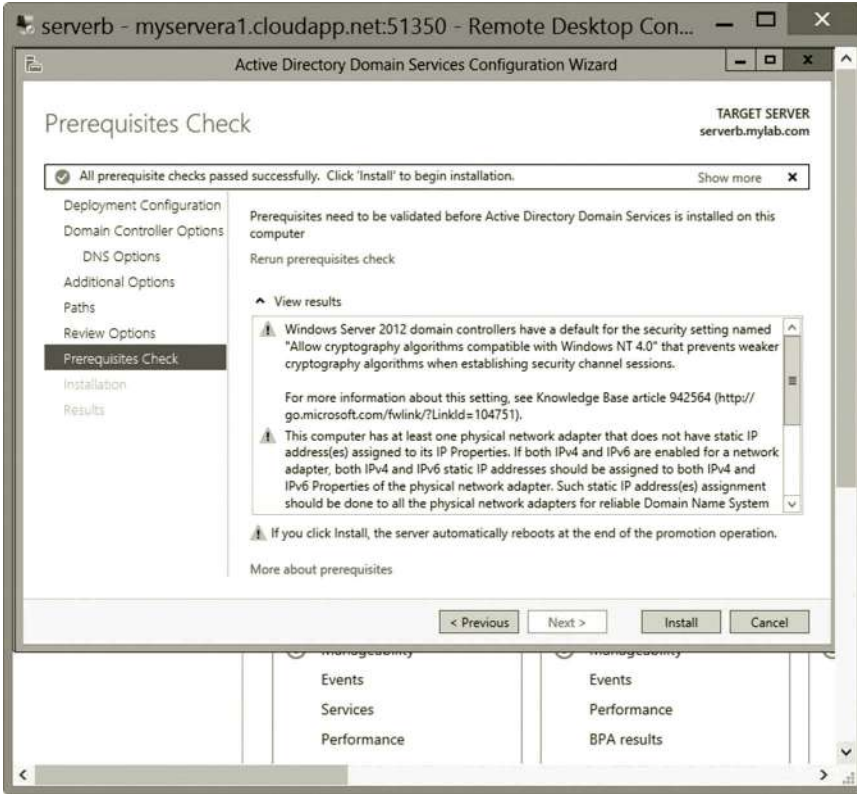 serverb - myservera1.cloudapp.net:51350 - Remote Desktop Con...
Active Directory Domain Services Configuration Wizard
Prerequisites Check
TARGET SERVER
serverb.mylab.com
All prerequisite checks passed successfully. Click 'Install' to begin installation.
Show more
Deployment Configuration
Domain Controller Options
DNS Options
Additional Options
Paths
Review Options
Prerequisites Check
Installation
Results
Prerequisites need to be validated before Active Directory Domain Services is installed on this
computer
Rerun prerequisites check
View results
Windows Server 2012 domain controllers have a default for the security setting named
"Allow cryptography algorithms compatible with Windows NT 4.0" that prevents weaker
cryptography algorithms when establishing security channel sessions.
For more information about this setting, see Knowledge Base article 942564 (http://
go.microsoft.com/fwlink/?LinkId=104751).
This computer has at least one physical network adapter that does not have static IP
address(es) assigned to its IP Properties. If both IPv4 and IPv6 are enabled for a network
adapter, both IPv4 and IPv6 static IP addresses should be assigned to both IPv4 and
IPv6 Properties of the physical network adapter. Such static IP address(es) assignment
should be done to all the physical network adapters for reliable Domain Name System
If you click Install, the server automatically reboots at the end of the promotion operation.
More about prerequisites
< Previous
Next >
Install
Cancel
Manageability
Events
Services
Performance
Manageability
Events
Performance
BPA results